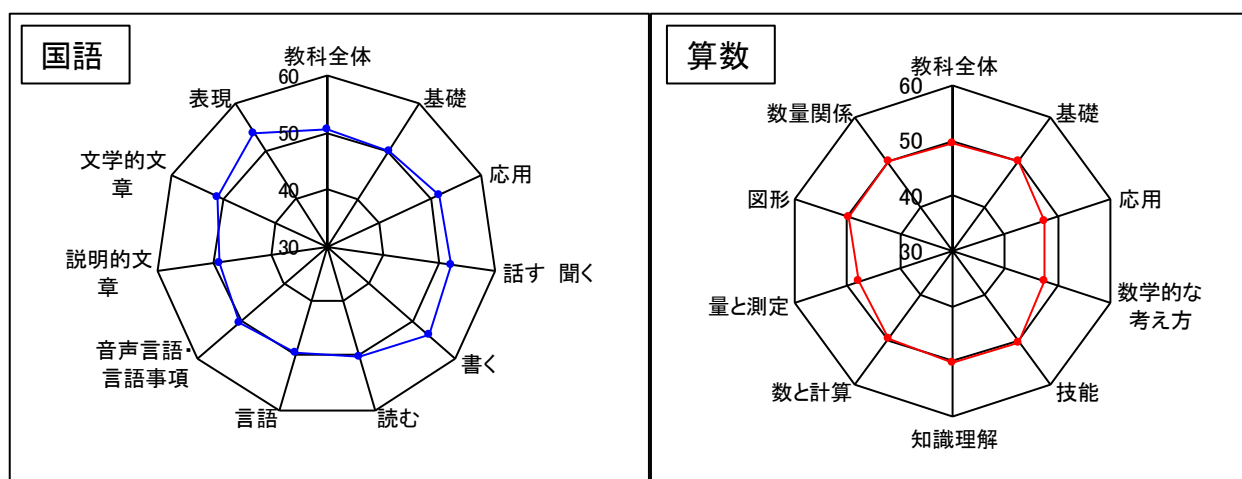 国語
教科全体
60
50
40
30
基礎
応用
話す 聞く
書く
読む
言語
音声言語・
言語事項
説明的文
章
文学的文
章
表現
算数
教科全体
60
50
40
30
基礎
応用
数学的な
考え方
技能
知識理解
数と計算
量と測定
図形
数量関係